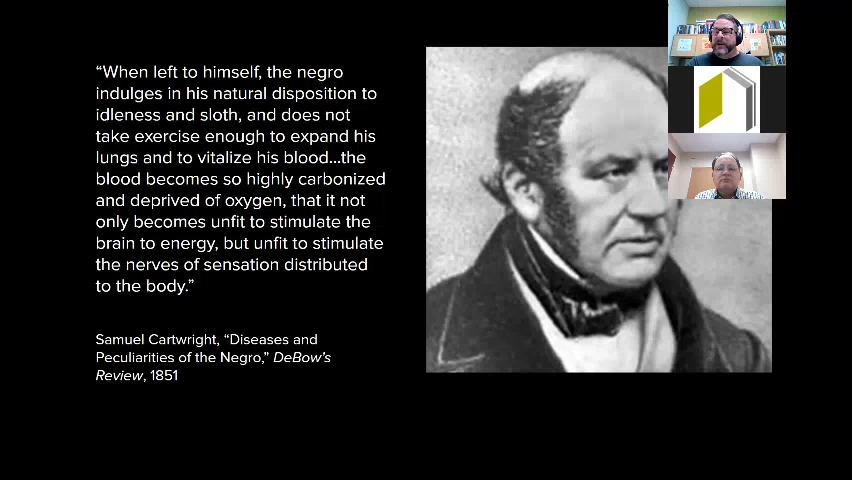 “When left to himself, the negro
indulges in his natural disposition to
idleness and sloth, and does not
take exercise enough to expand his
lungs and to vitalize his blood...the
blood becomes so highly carbonized
and deprived of oxygen, that it not
only becomes unfit to stimulate the
brain to energy, but unfit to stimulate
the nerves of sensation distributed
to the body.”
Samuel Cartwright, “Diseases and
Peculiarities of the Negro,” DeBow’s
Review, 1851